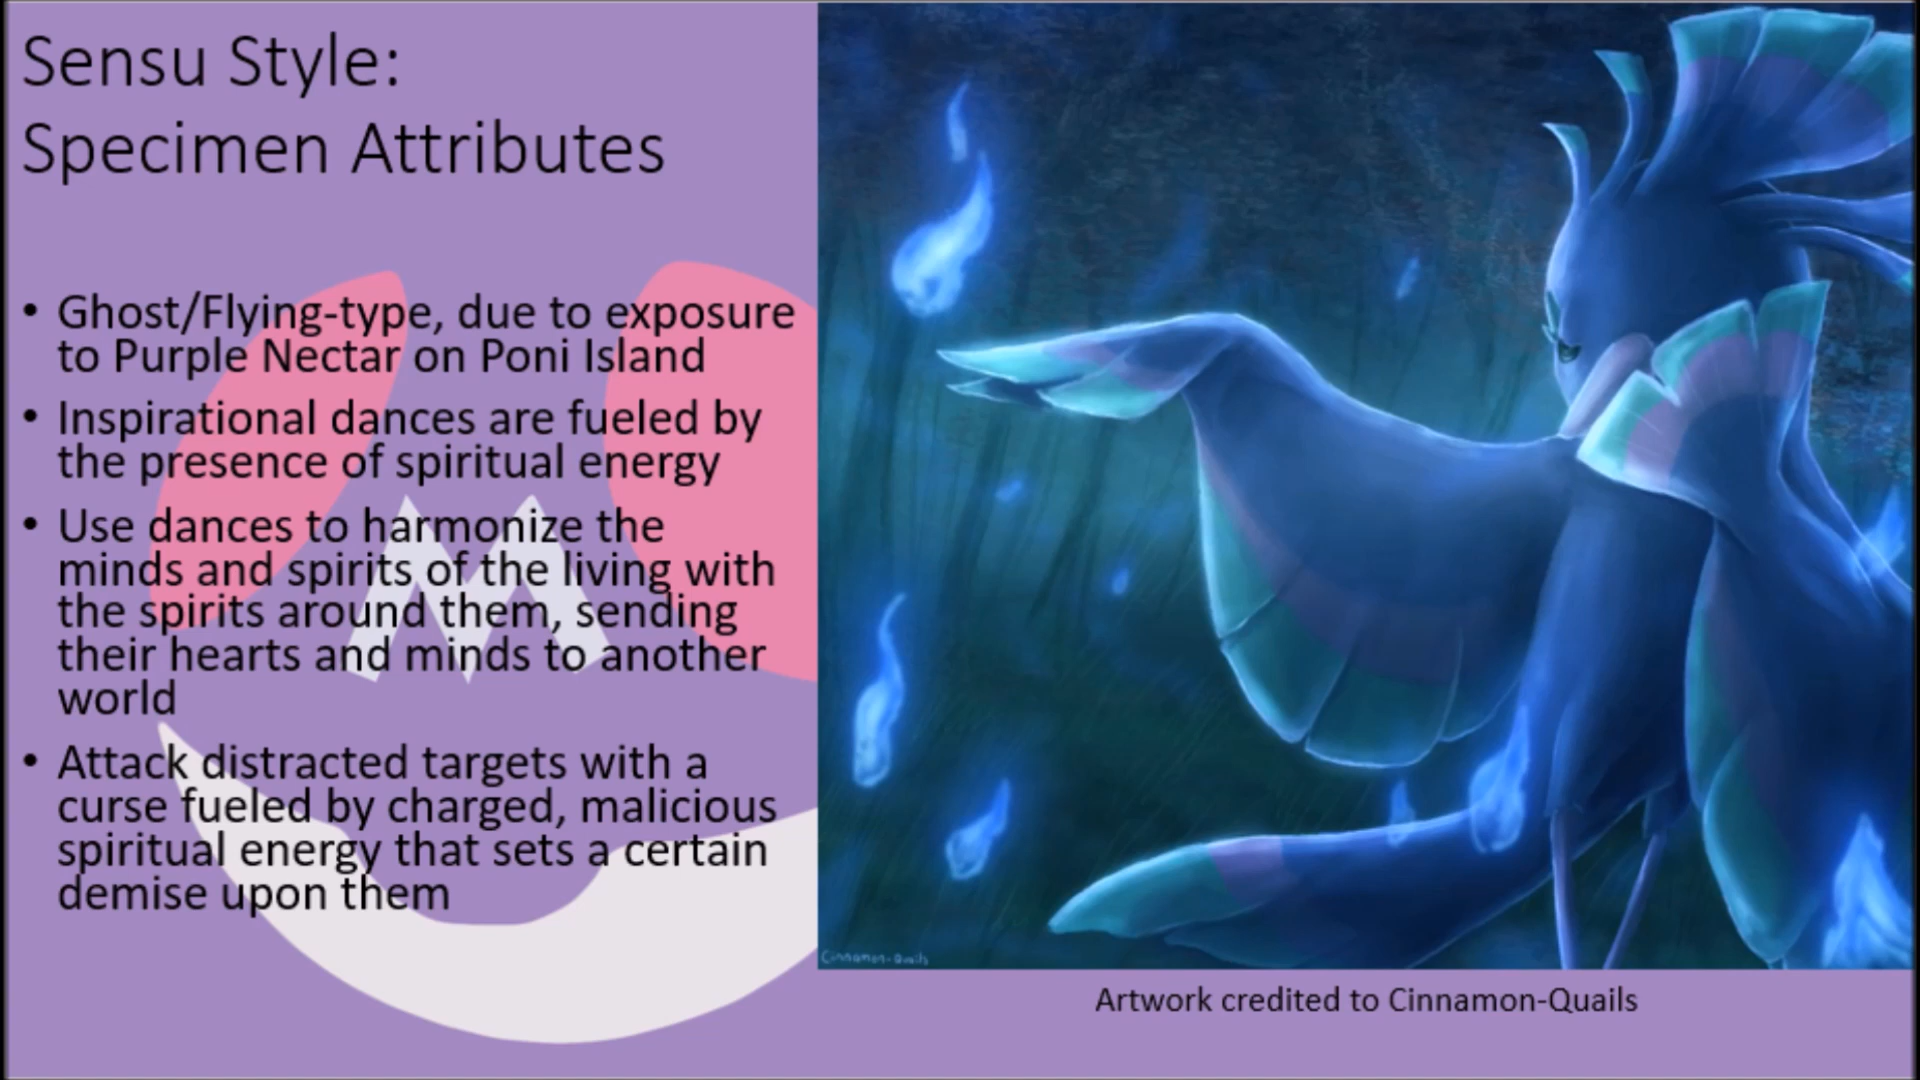 Sensu Style:
Specimen Attributes
• Ghost/Flying-type, due to exposure
to Purple Nectar on Poni Island
• Inspirational dances are fueled by
the presence of spiritual energy
• Use dances to harmonize the
minds and spirits of the living with
the spirits around them, sending
their hearts and minds to another
world
• Attack distracted targets with a
curse fueled by charged, malicious
spiritual energy that sets a certain
demise upon them
M
Cinnamon-Quails
Artwork credited to Cinnamon-Quails